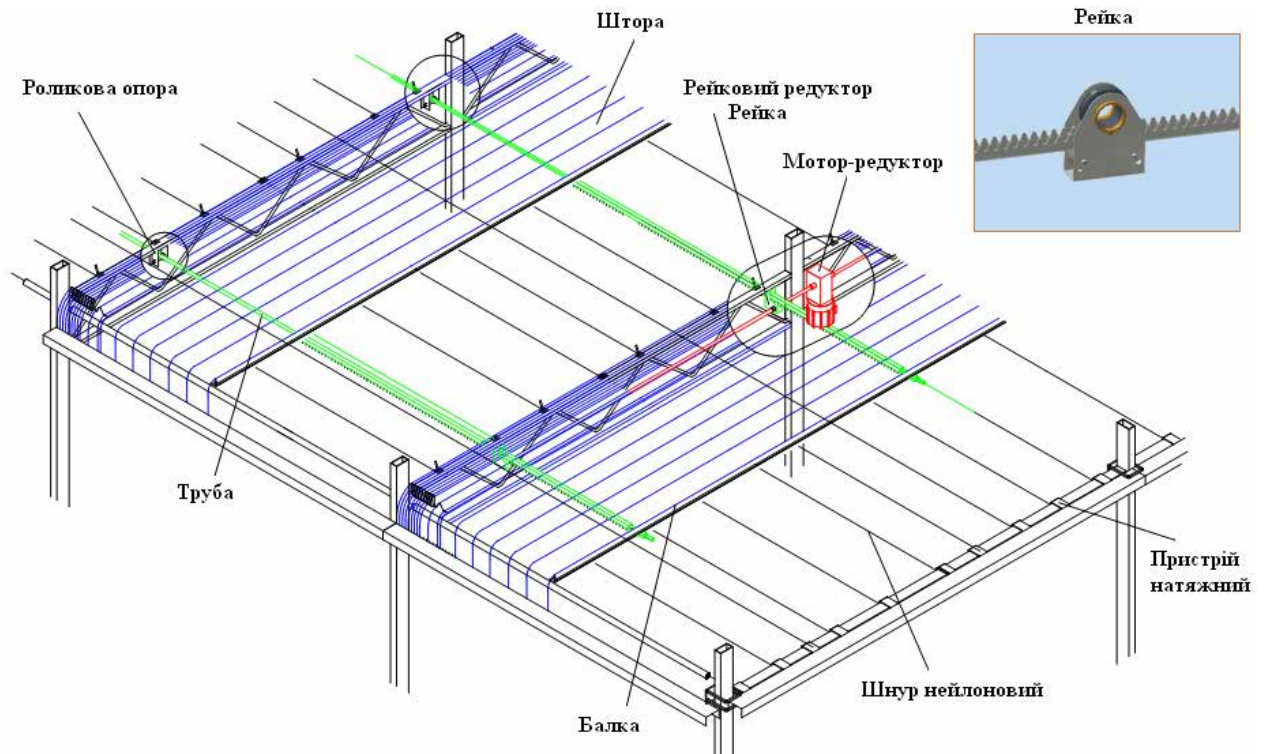 Штора
Рейка
Роликова опора
Рейковий редуктор
Рейка
Мотор-редуктор
Труба
Пристрій
натяжний
Шнур нейлоновий
Балка